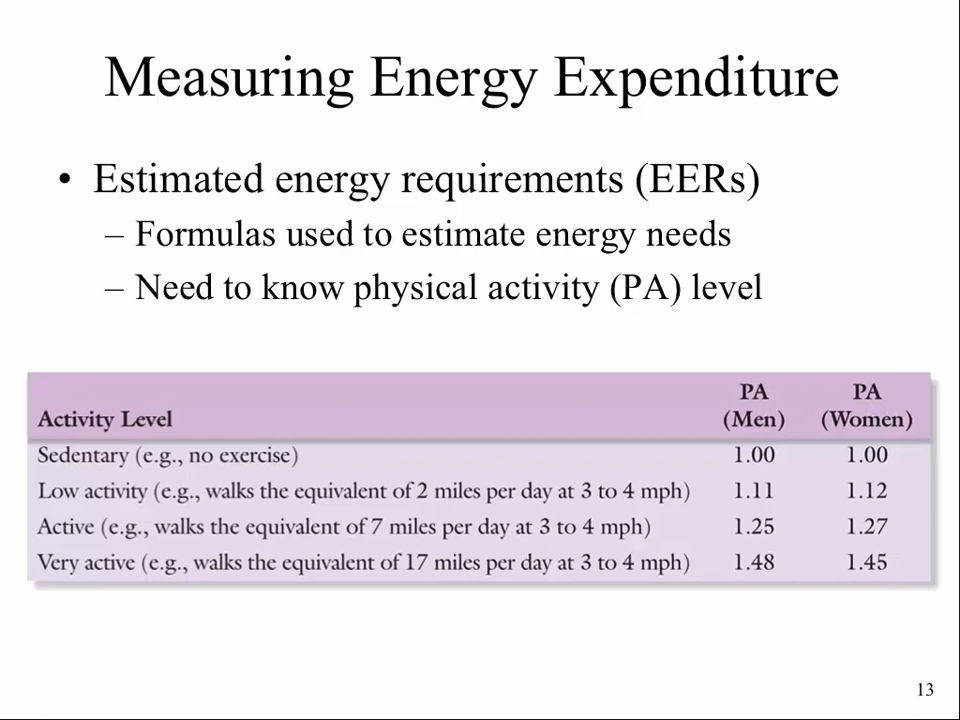 Measuring Energy Expenditure
• Estimated energy requirements (EERs)
– Formulas used to estimate energy needs
– Need to know physical activity (PA) level
Activity Level PA (Men) PA (Women)
Sedentary (e.g., no exercise) 1.00 1.00
Low activity (e.g., walks the equivalent of 2 miles per day at 3 to 4 mph) 1.11 1.12
Active (e.g., walks the equivalent of 7 miles per day at 3 to 4 mph) 1.25 1.27
Very active (e.g., walks the equivalent of 17 miles per day at 3 to 4 mph) 1.48 1.45
13